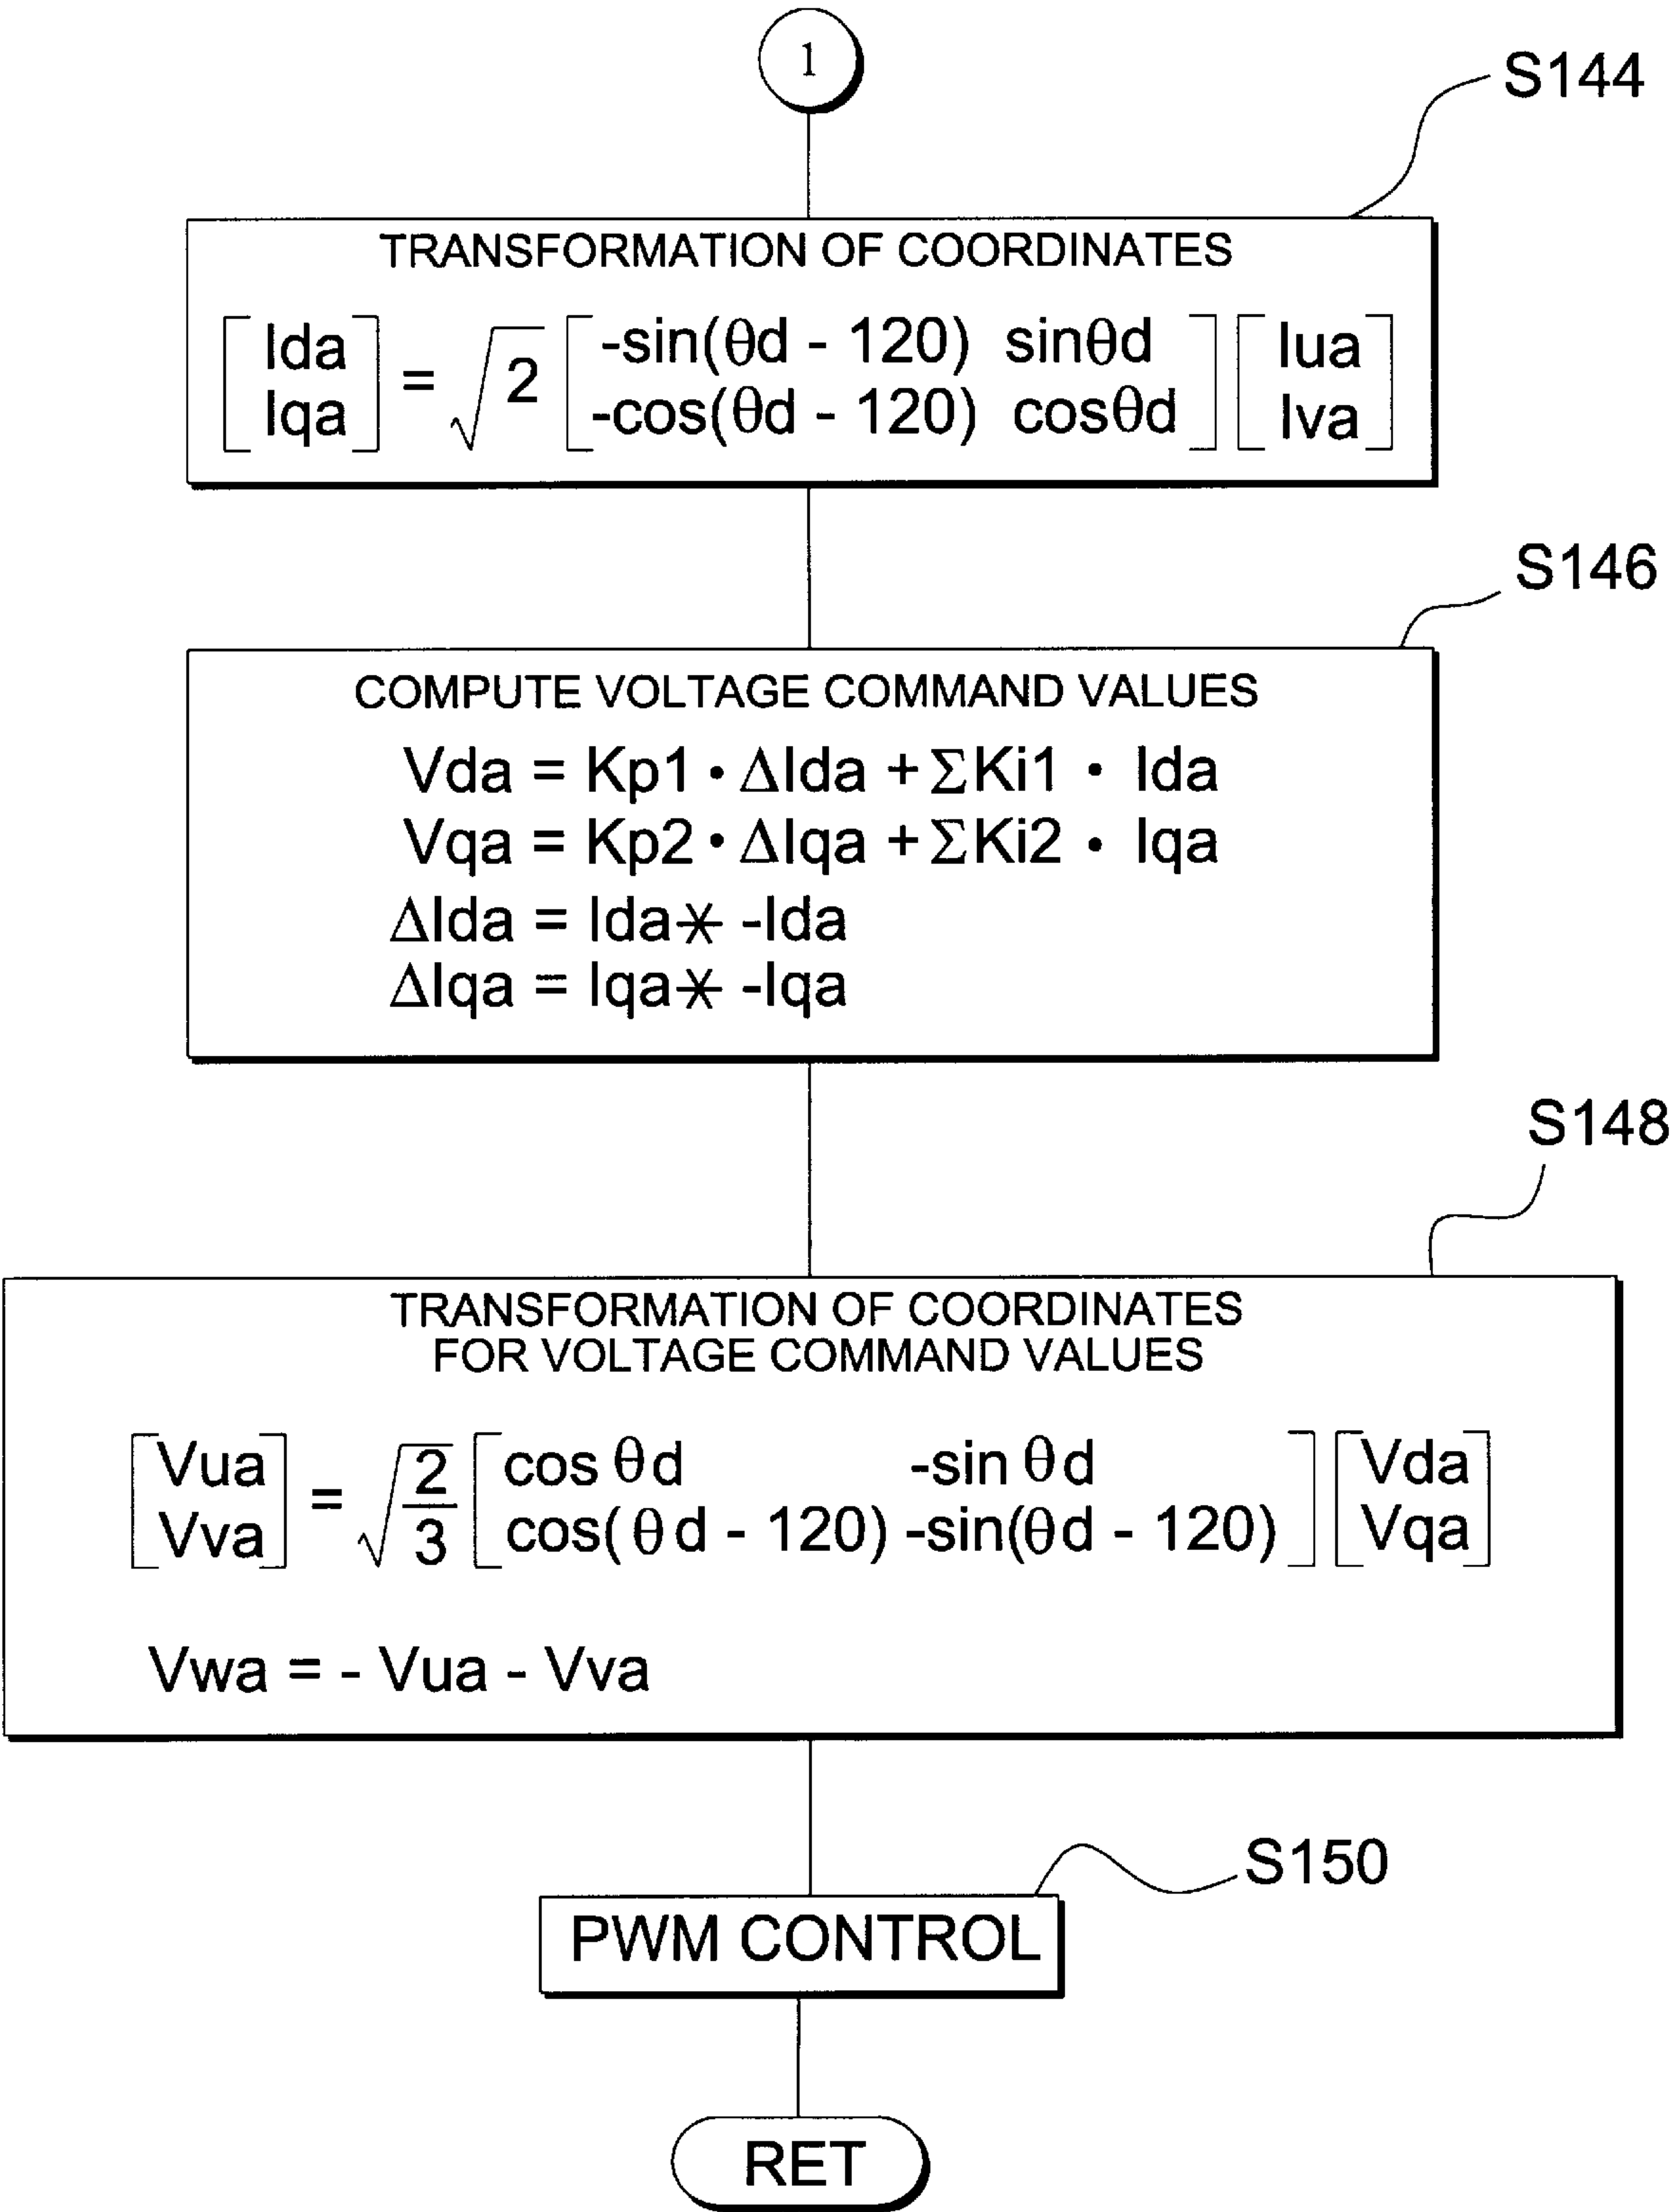 1
S144
TRANSFORMATION OF COORDINATES
[Ida Iqa] = √2 [-sin(θd - 120) sinθd -cos(θd - 120) cosθd] [Iua Iva]
S146
COMPUTE VOLTAGE COMMAND VALUES
Vda = Kp1 · ΔIda + ΣKi1 · Ida
Vqa = Kp2 · ΔIqa + ΣKi2 · Iqa
ΔIda = Ida* -Ida
ΔIqa = Iqa* -Iqa
S148
TRANSFORMATION OF COORDINATES
FOR VOLTAGE COMMAND VALUES
[Vua Vva] = √2/3 [cos θd -sin θd cos(θd - 120) -sin(θd - 120)] [Vda Vqa]
Vwa = - Vua - Vva
S150
PWM CONTROL
RET